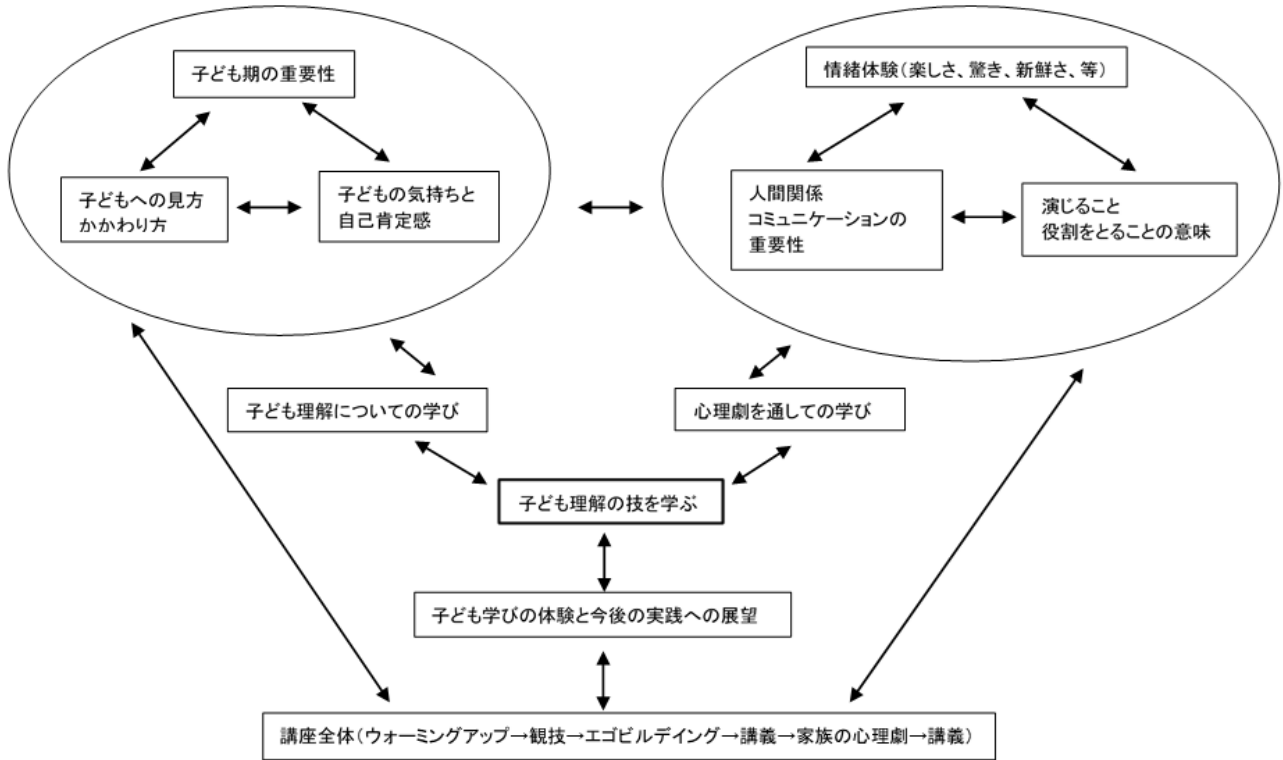 子ども期の重要性
子どもへの見方
かかわり方
子どもの気持ちと
自己肯定感
情緒体験(楽しさ、驚き、新鮮さ、等)
人間関係
コミュニケーションの
重要性
演じること
役割をとることの意味
子ども理解についての学び
心理劇を通しての学び
子ども理解の技を学ぶ
子ども学びの体験と今後の実践への展望
講座全体(ウォーミングアップ→観技→エゴビルデイング→講義→家族の心理劇→講義)